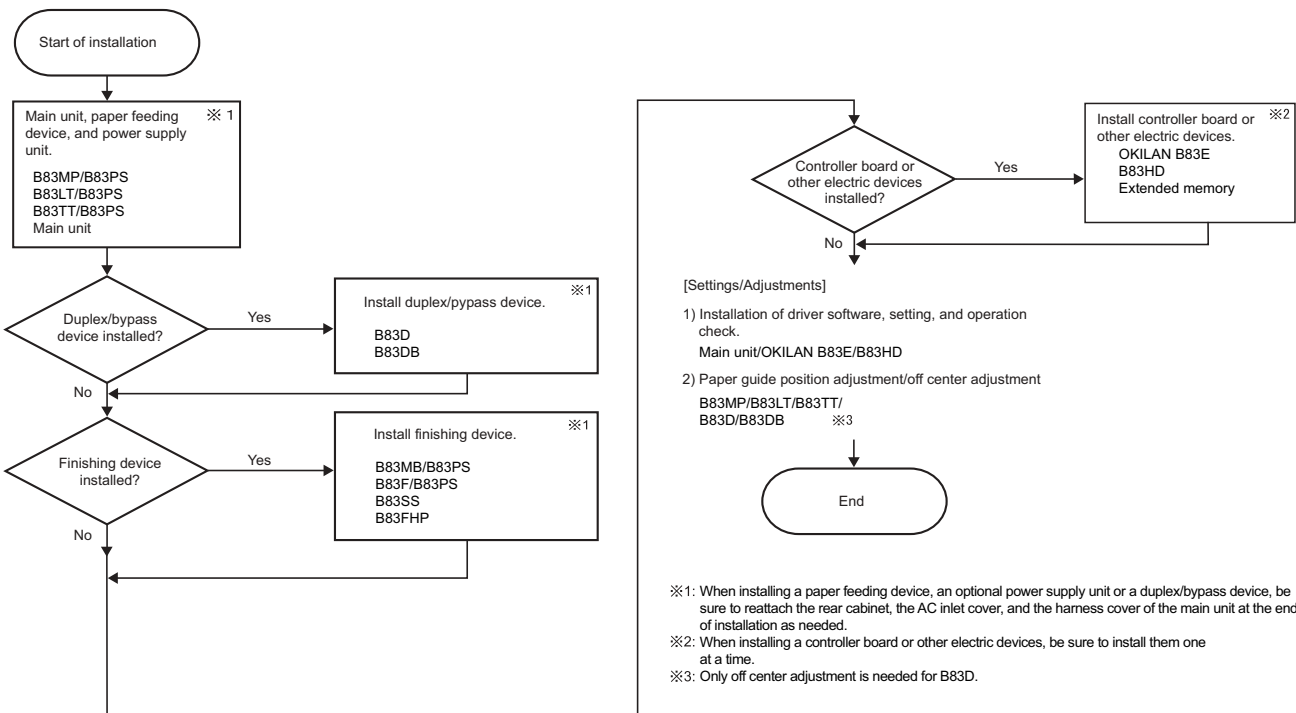 Start of installation
Main unit, paper feeding ※ 1
device, and power supply
unit.
B83MP/B83PS
B83LT/B83PS
B83TT/B83PS
Main unit
Duplex/bypass
device installed?
Yes
No
Install duplex/pypass device. ※1
B83D
B83DB
Finishing device
installed?
Yes
No
Install finishing device. ※1
B83MB/B83PS
B83F/B83PS
B83SS
B83FHP
Controller board or
other electric devices
installed?
Yes
No
Install controller board or ※2
other electric devices.
OKILAN B83E
B83HD
Extended memory
[Settings/Adjustments]
1) Installation of driver software, setting, and operation
check.
Main unit/OKILAN B83E/B83HD
2) Paper guide position adjustment/off center adjustment
B83MP/B83LT/B83TT/
B83D/B83DB ※3
End
※1: When installing a paper feeding device, an optional power supply unit or a duplex/bypass device, be
sure to reattach the rear cabinet, the AC inlet cover, and the harness cover of the main unit at the end
of installation as needed.
※2: When installing a controller board or other electric devices, be sure to install them one
at a time.
※3: Only off center adjustment is needed for B83D.